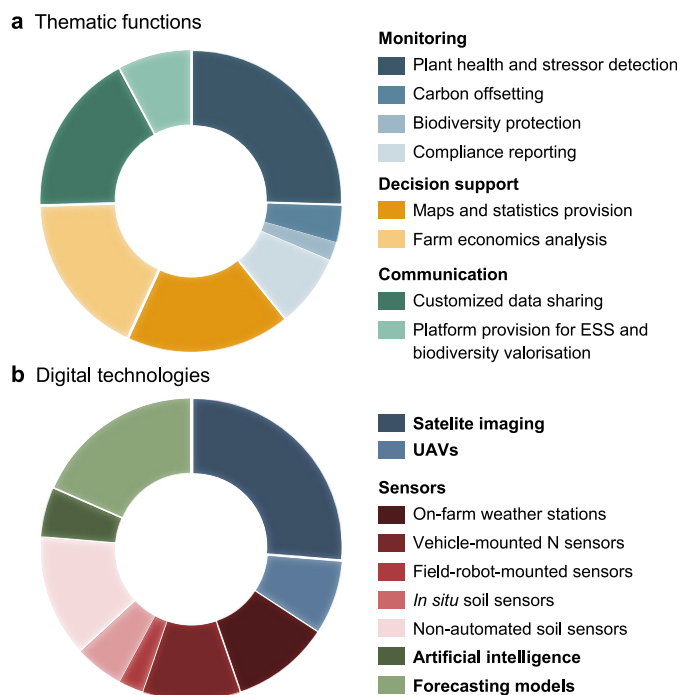 a Thematic functions
Monitoring
Plant health and stressor detection
Carbon offsetting
Biodiversity protection
Compliance reporting
Decision support
Maps and statistics provision
Farm economics analysis
Communication
Customized data sharing
Platform provision for ESS and
biodiversity valorisation
b Digital technologies
Satelite imaging
UAVs
Sensors
On-farm weather stations
Vehicle-mounted N sensors
Field-robot-mounted sensors
In situ soil sensors
Non-automated soil sensors
Artificial intelligence
Forecasting models